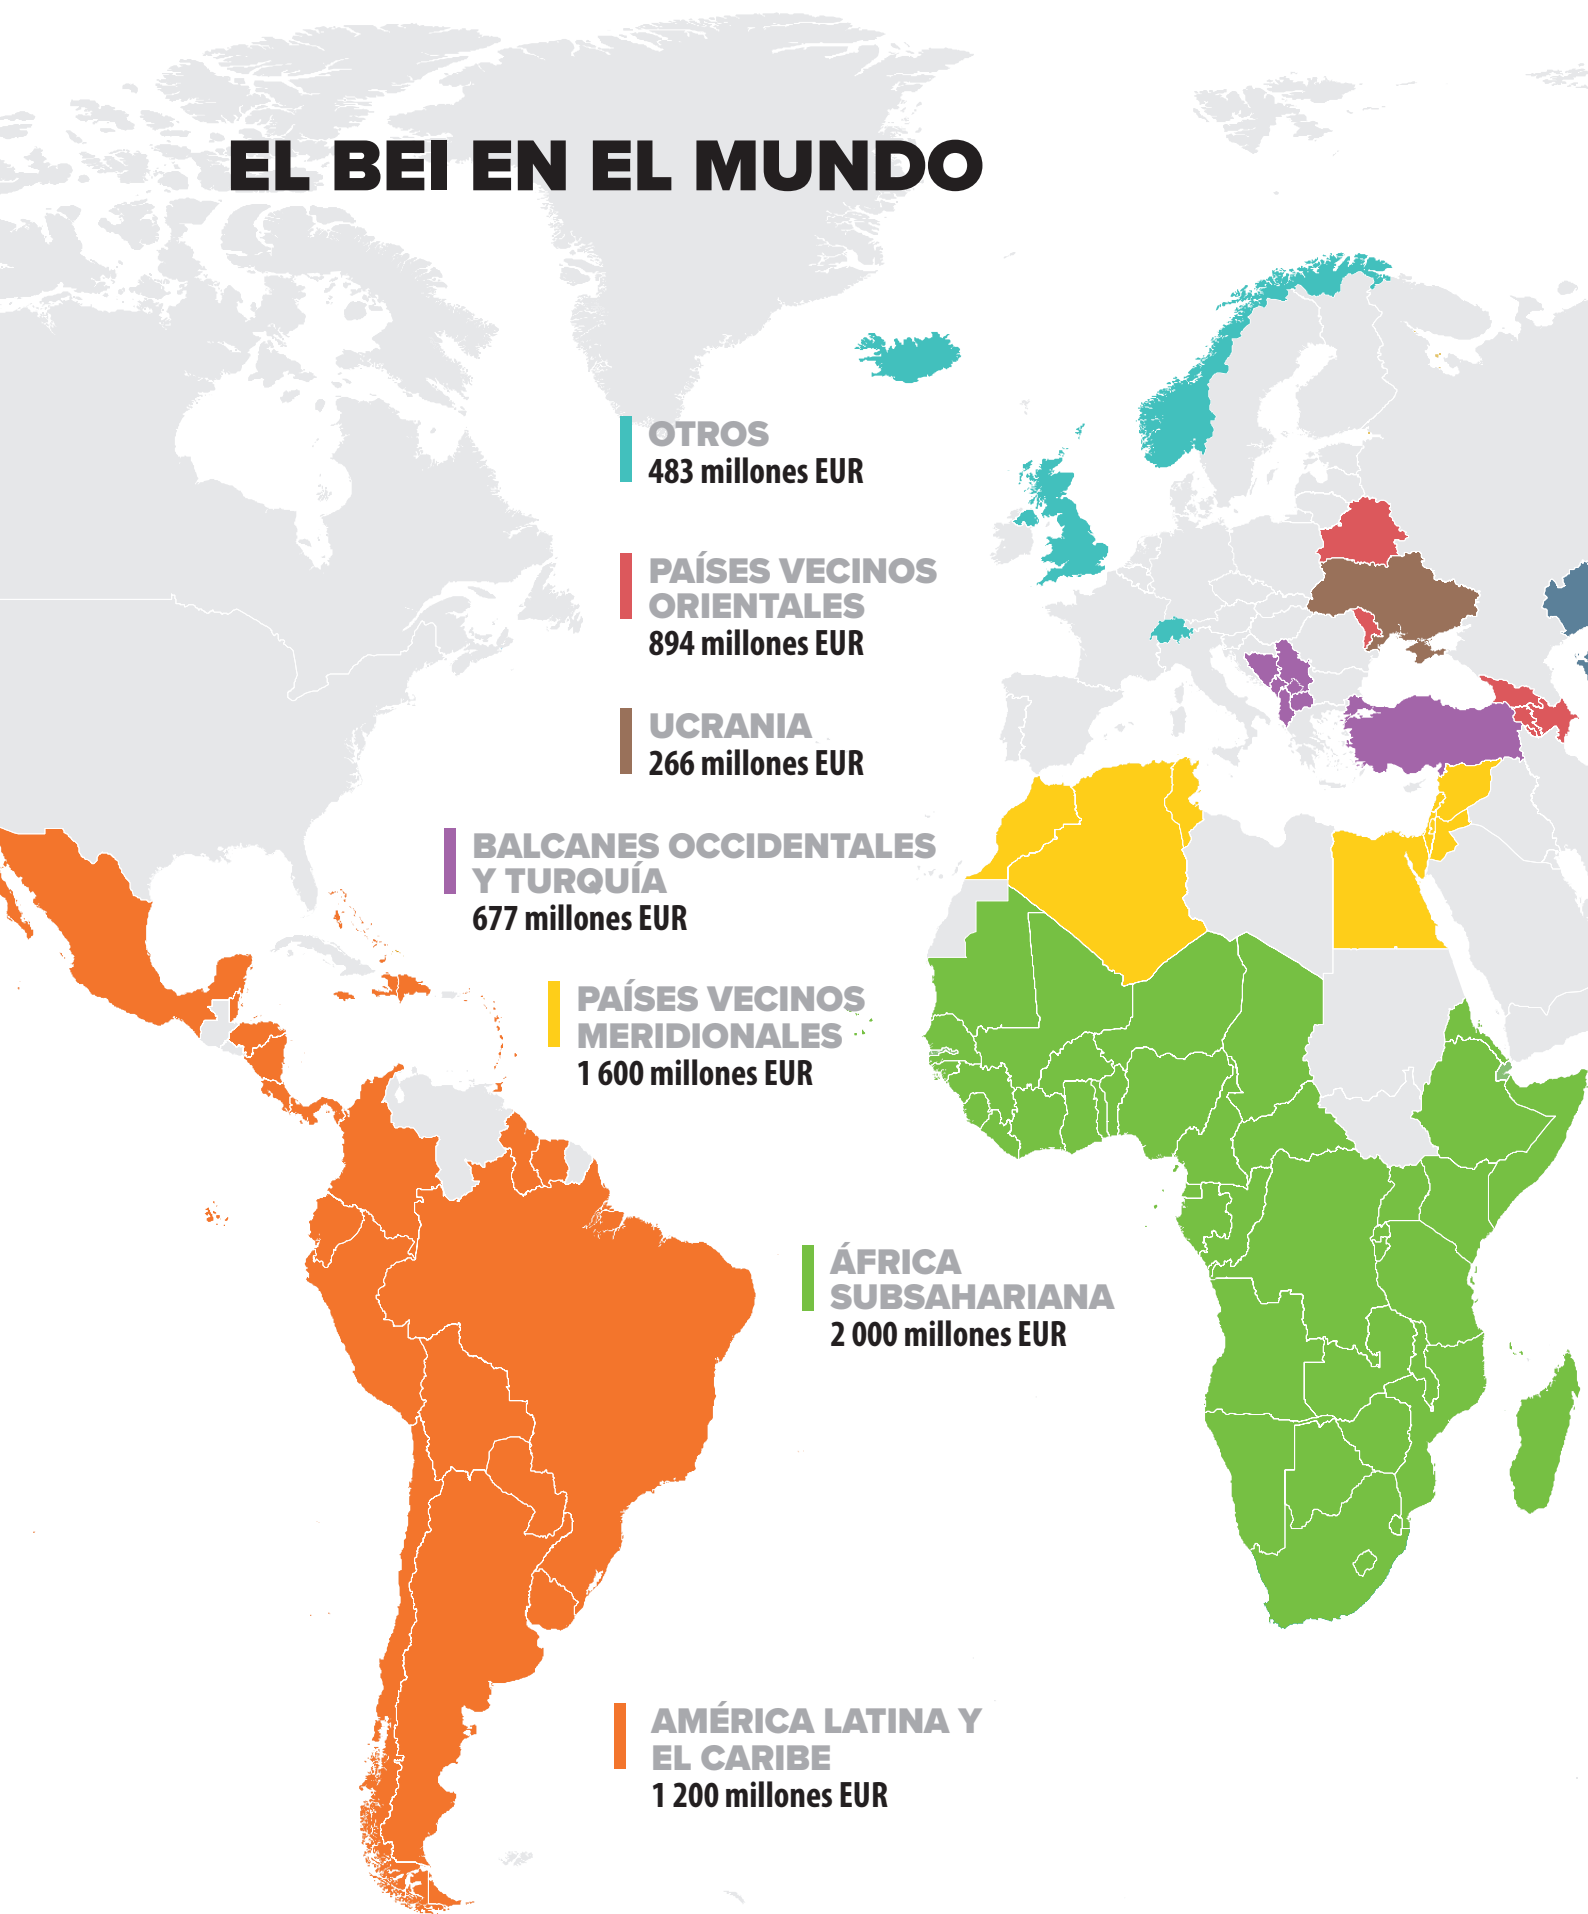 EL BEI EN EL MUNDO
OTROS
483 millones EUR
PAÍSES VECINOS
ORIENTALES
894 millones EUR
UCRANIA
266 millones EUR
BALCANES OCCIDENTALES
Y TURQUÍA
677 millones EUR
PAÍSES VECINOS
MERIDIONALES
1 600 millones EUR
ÁFRICA
SUBSAHARIANA
2 000 millones EUR
AMÉRICA LATINA Y
EL CARIBE
1 200 millones EUR